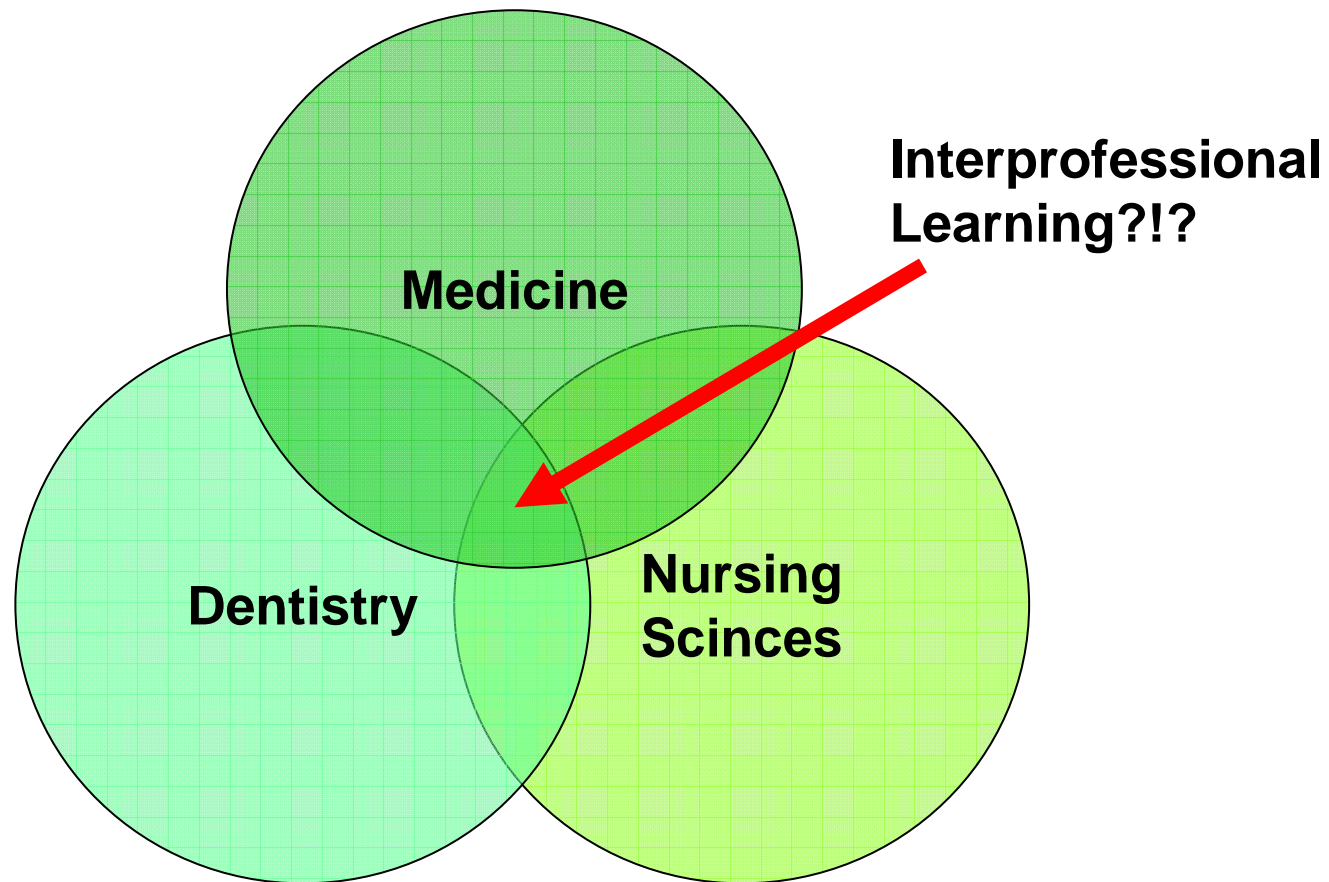 Interprofessional
Learning?!?
Medicine
Dentistry
Nursing
Scinces